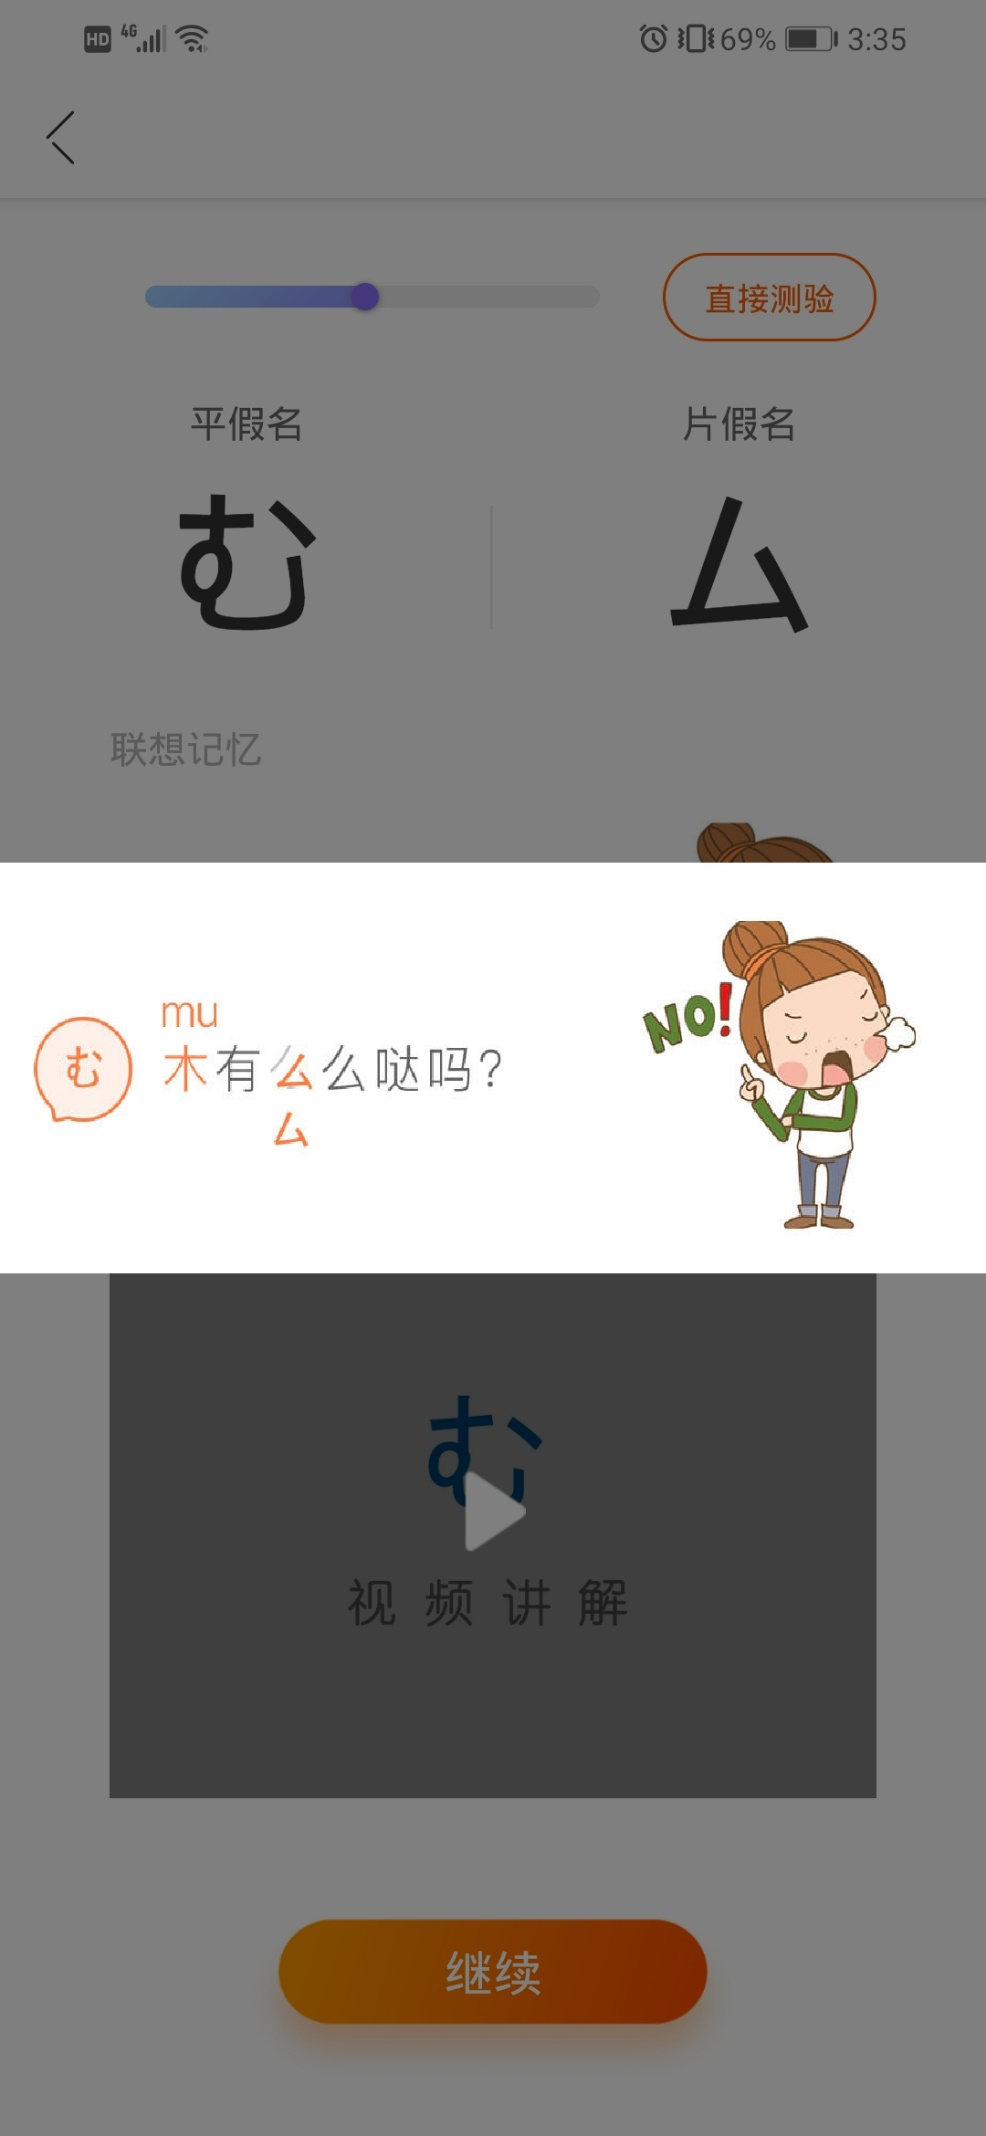 HD 4G 69% 3:35
直接测验
平假名 片假名
む ム
联想记忆
NO!
mu
む 木有么么哒吗?
ム
む
视频讲解
继续